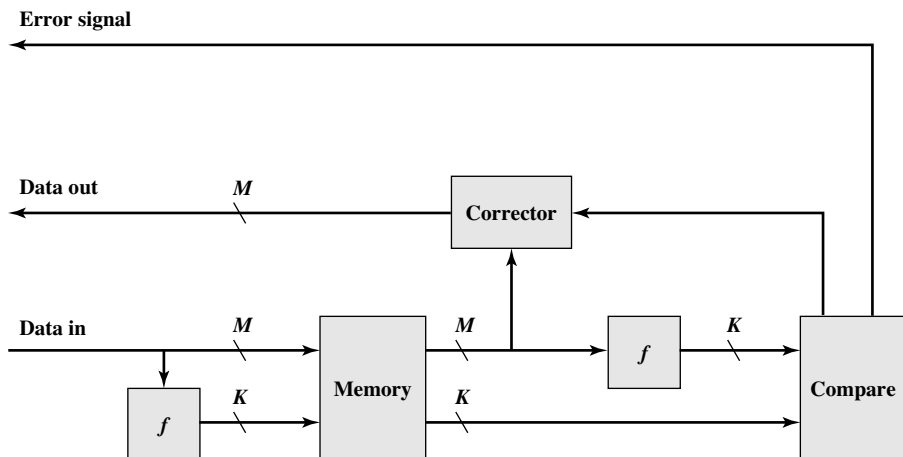 Error signal
Data out
M
Corrector
Data in
M
M
K
f
Memory
Compare
K
K
f